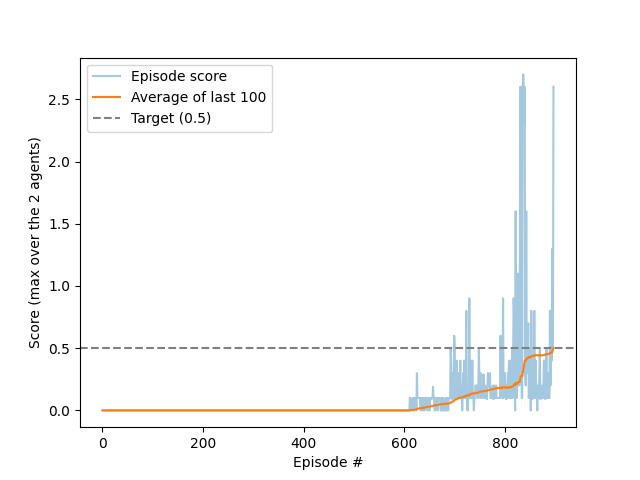 Episode score
Average of last 100
Target (0.5)
Score (max over the 2 agents)
2.5
2.0
1.5
1.0
0.5
0.0
0 200 400 600 800
Episode #